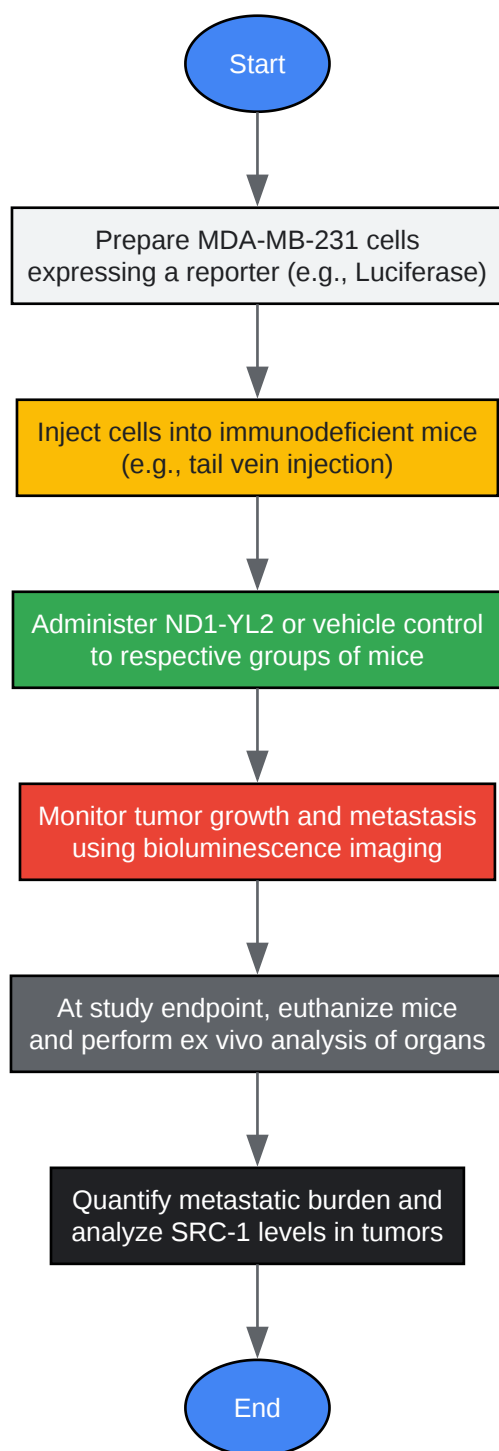 Start
Prepare MDA-MB-231 cells
expressing a reporter (e.g., Luciferase)
Inject cells into immunodeficient mice
(e.g., tail vein injection)
Administer ND1-YL2 or vehicle control
to respective groups of mice
Monitor tumor growth and metastasis
using bioluminescence imaging
At study endpoint, euthanize mice
and perform ex vivo analysis of organs
Quantify metastatic burden and
analyze SRC-1 levels in tumors
End